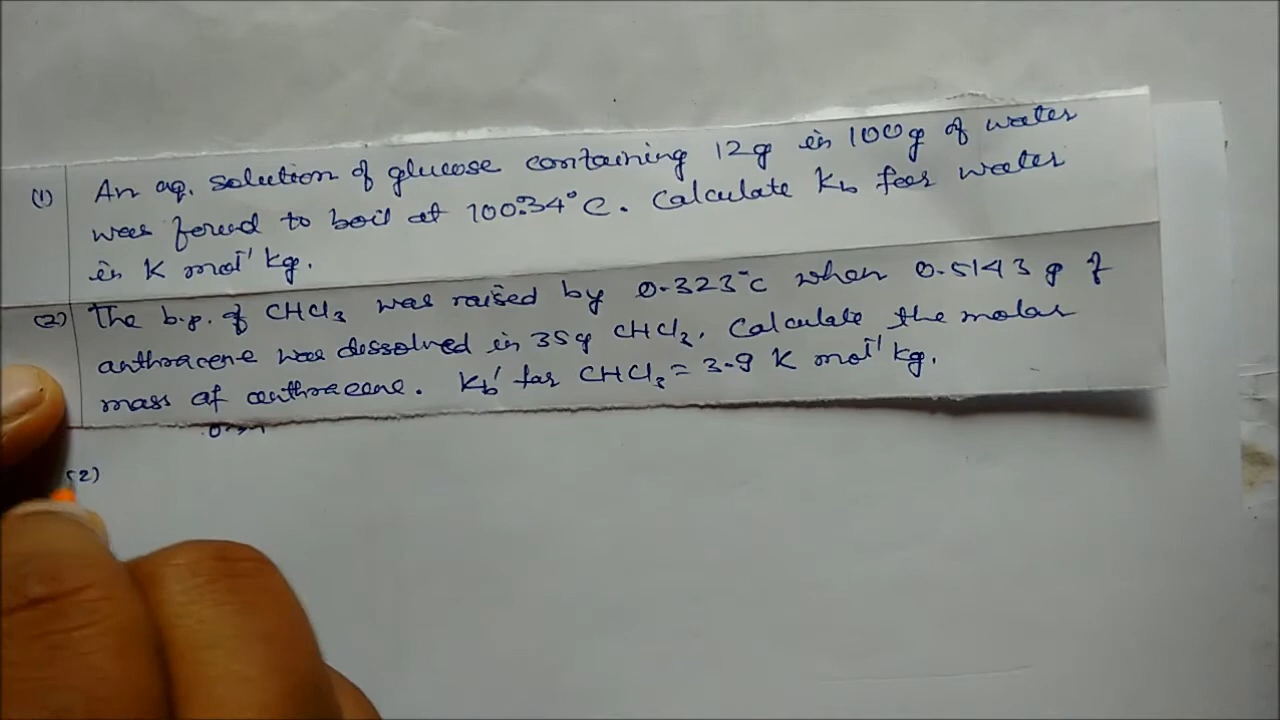 (1) An aq. solution of glucose containing 12g in 100g of water
was found to boil at 100.34°C. Calculate Kb for water
in K mol⁻¹ kg.
(2) The b.p. of CHCl3 was raised by 0.323°C when 0.5143 g of
anthracene was dissolved in 35g CHCl3. Calculate the molar
mass of anthracene. Kb' for CHCl3 = 3.9 K mol⁻¹ kg.
(2)